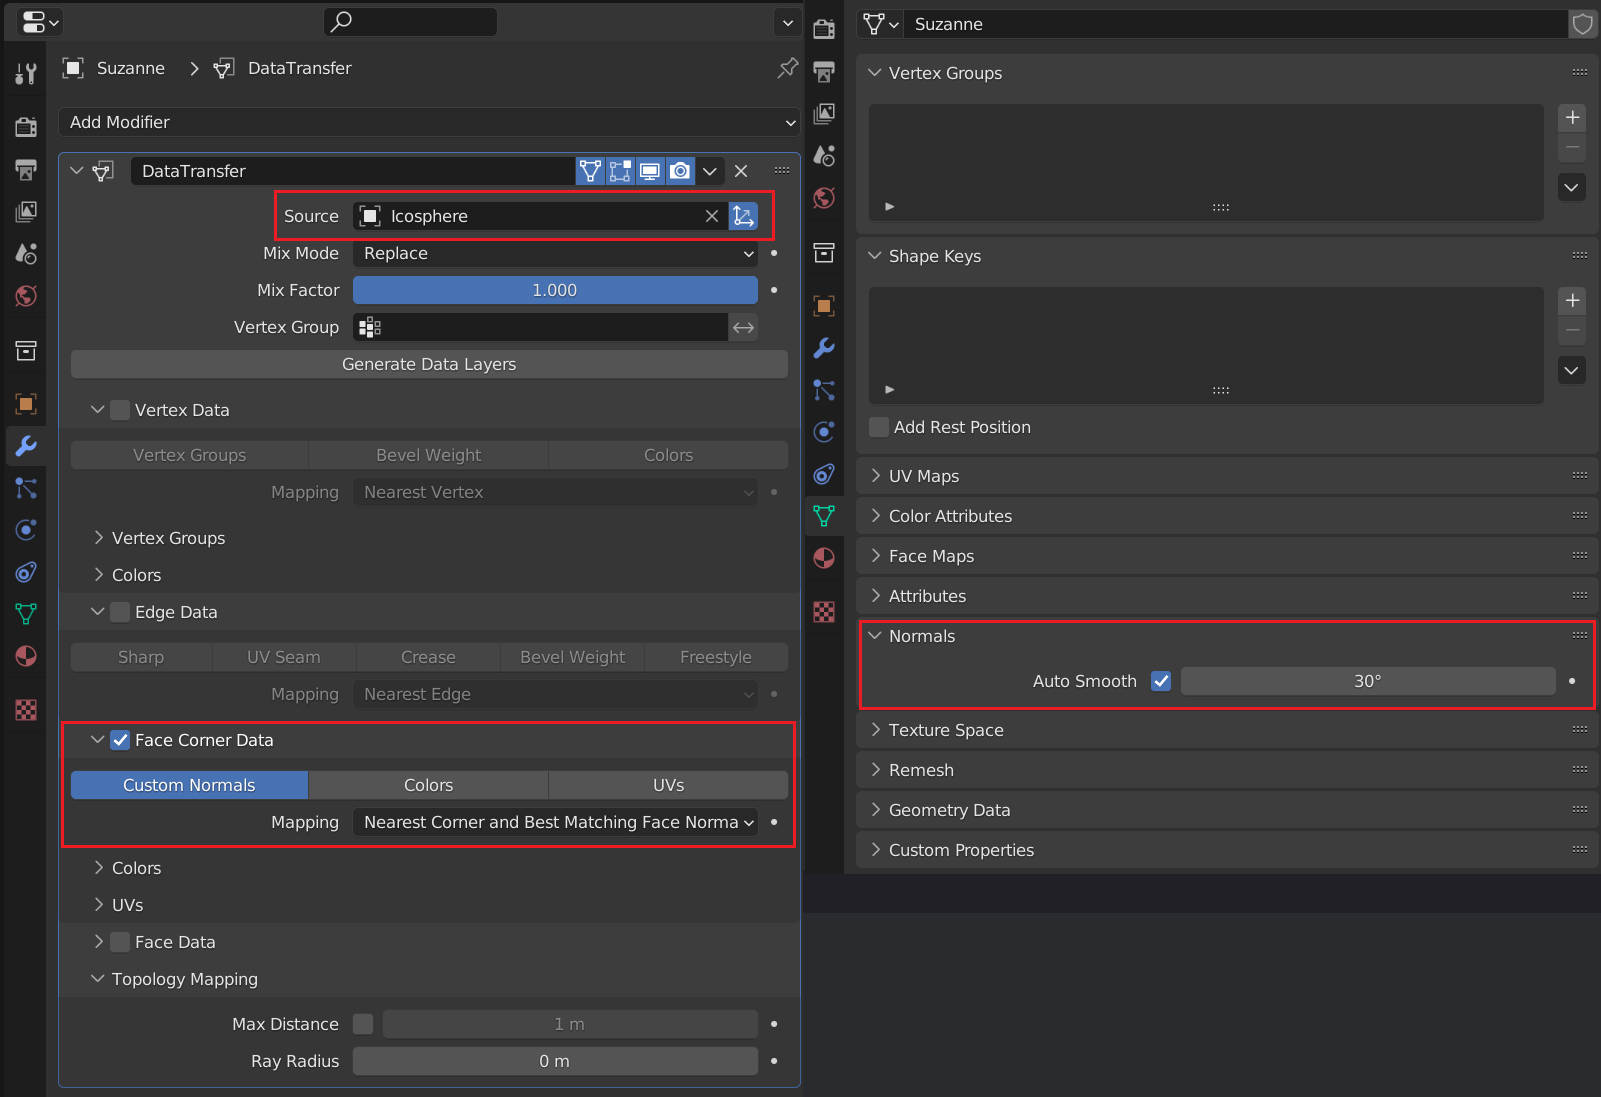 Suzanne
DataTransfer
Add Modifier
DataTransfer
Source
Icosphere
Mix Mode
Replace
Mix Factor
1.000
Vertex Group
Generate Data Layers
Vertex Data
Vertex Groups
Bevel Weight
Colors
Mapping
Nearest Vertex
Vertex Groups
Colors
Edge Data
Sharp
UV Seam
Crease
Bevel Weight
Freestyle
Mapping
Nearest Edge
Face Corner Data
Custom Normals
Colors
UVs
Mapping
Nearest Corner and Best Matching Face Norma
Colors
UVs
Face Data
Topology Mapping
Max Distance
1 m
Ray Radius
0 m
Suzanne
Vertex Groups
Shape Keys
Add Rest Position
UV Maps
Color Attributes
Face Maps
Attributes
Normals
Auto Smooth
30°
Texture Space
Remesh
Geometry Data
Custom Properties